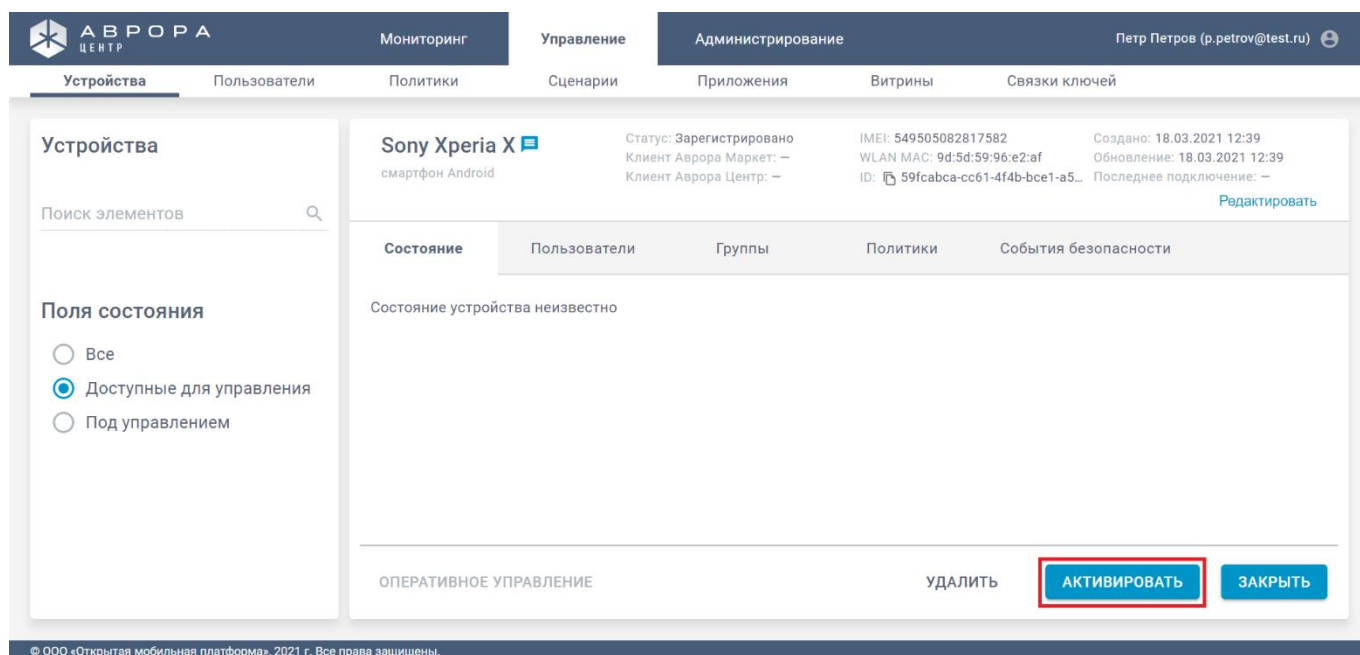 АВРОРА
ЦЕНТР
Мониторинг Управление Администрирование Петр Петров (p.petrov@test.ru)
Устройства Пользователи Политики Сценарии Приложения Витрины Связки ключей
Устройства
Поиск элементов
Поля состояния
Все
Доступные для управления
Под управлением
Sony Xperia X
смартфон Android
Статус: Зарегистрировано
Клиент Аврора Маркет: —
Клиент Аврора Центр: —
IMEI: 549505082817582
WLAN MAC: 9d:5d:59:96:e2:af
ID: 59fcabca-cc61-4f4b-bce1-a5...
Создано: 18.03.2021 12:39
Обновление: 18.03.2021 12:39
Последнее подключение: —
Редактировать
Состояние Пользователи Группы Политики События безопасности
Состояние устройства неизвестно
ОПЕРАТИВНОЕ УПРАВЛЕНИЕ УДАЛИТЬ АКТИВИРОВАТЬ ЗАКРЫТЬ
© ООО «Открытая мобильная платформа», 2021 г. Все права защищены.